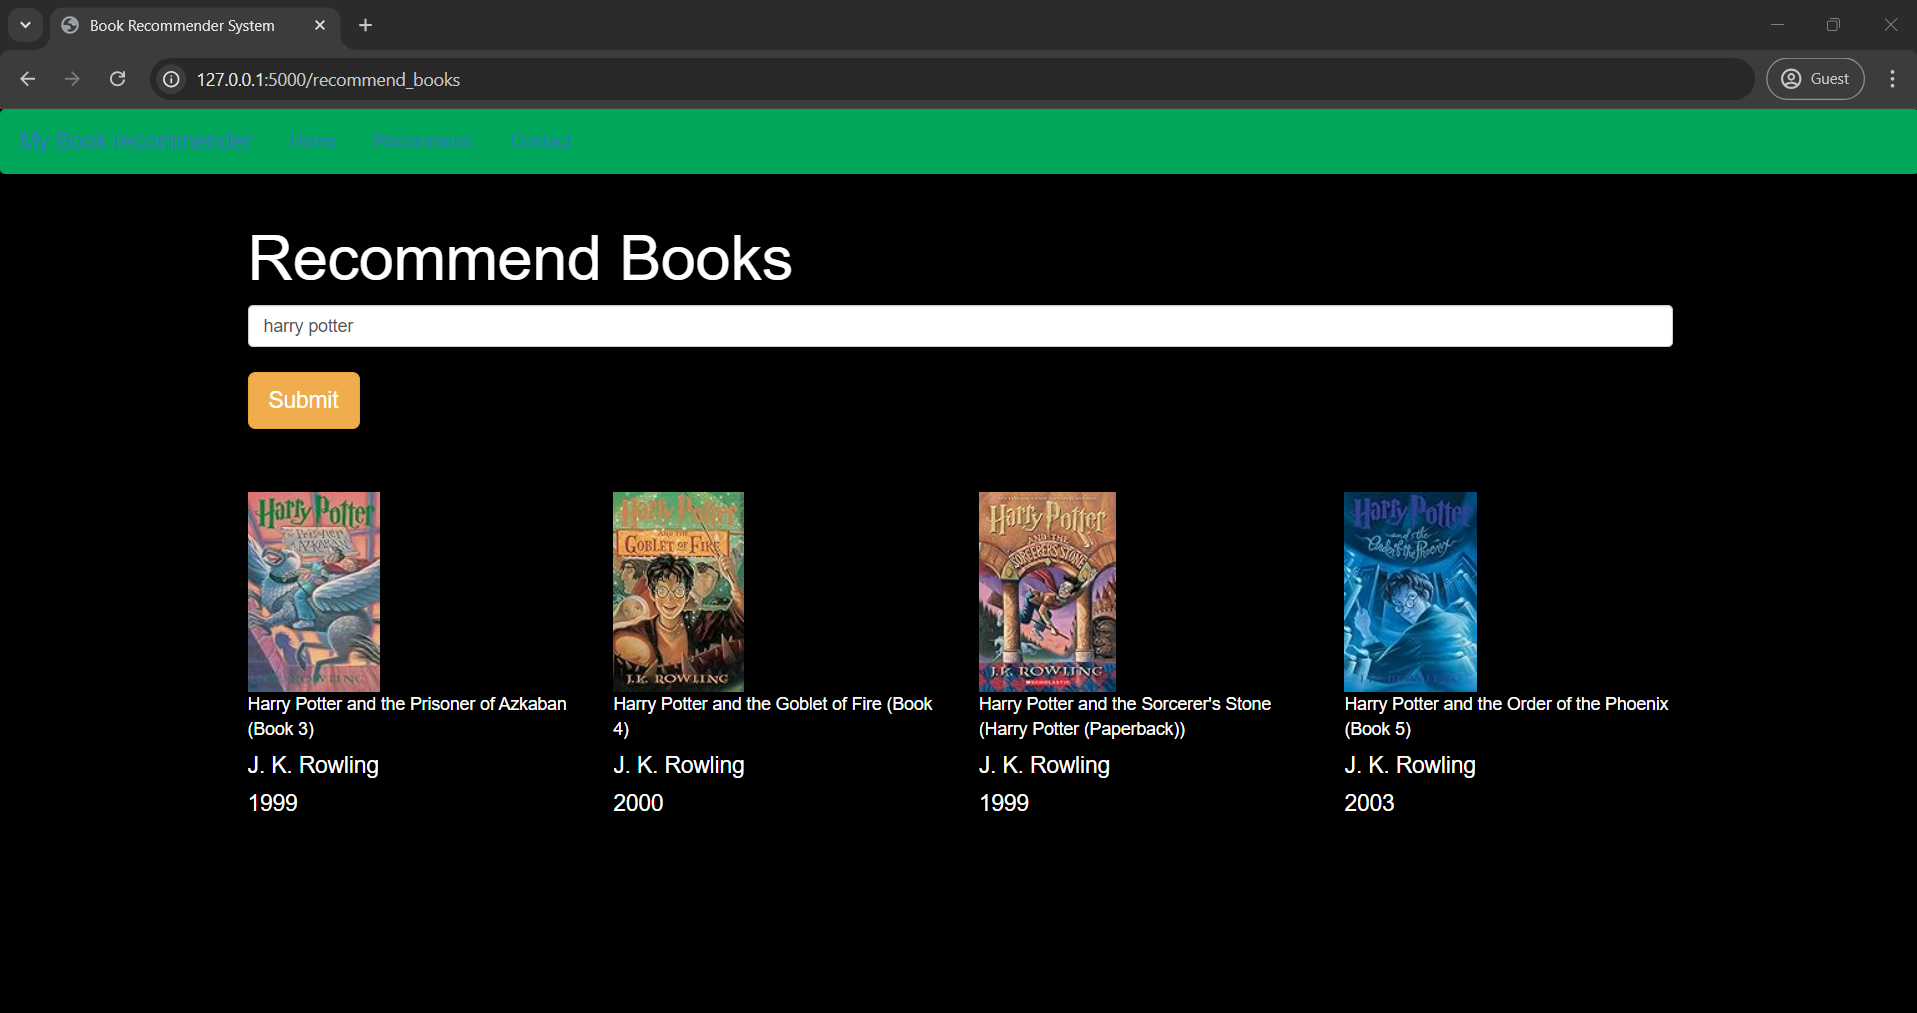 Book Recommender System
127.0.0.1:5000/recommend_books
Guest
My Book recommender Home Recommend Contact
Recommend Books
harry potter
Submit
Harry Potter
Prisoner
AZKABAN
Harry Potter
AND THE
GOBLET OF FIRE
J.K. ROWLING
Harry Potter
AND THE
SORCERER'S STONE
J.K. ROWLING
SCHOLASTIC
Harry Potter
and the
Order of the Phoenix
Harry Potter and the Prisoner of Azkaban
(Book 3)
J. K. Rowling
1999
Harry Potter and the Goblet of Fire (Book
4)
J. K. Rowling
2000
Harry Potter and the Sorcerer's Stone
(Harry Potter (Paperback))
J. K. Rowling
1999
Harry Potter and the Order of the Phoenix
(Book 5)
J. K. Rowling
2003